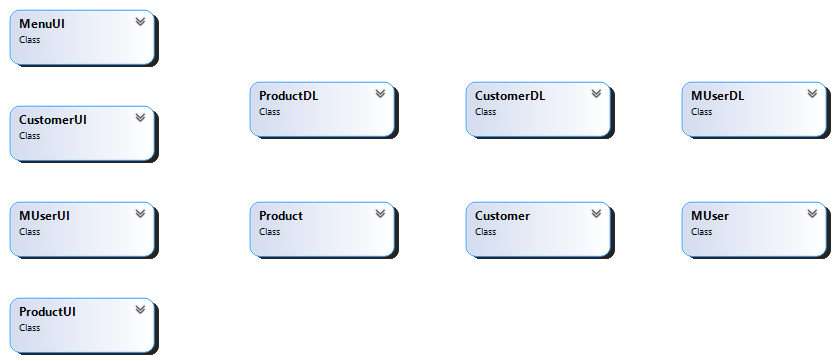 MenuUI
Class
CustomerUI
Class
MUserUI
Class
ProductUI
Class
ProductDL
Class
Product
Class
CustomerDL
Class
Customer
Class
MUserDL
Class
MUser
Class